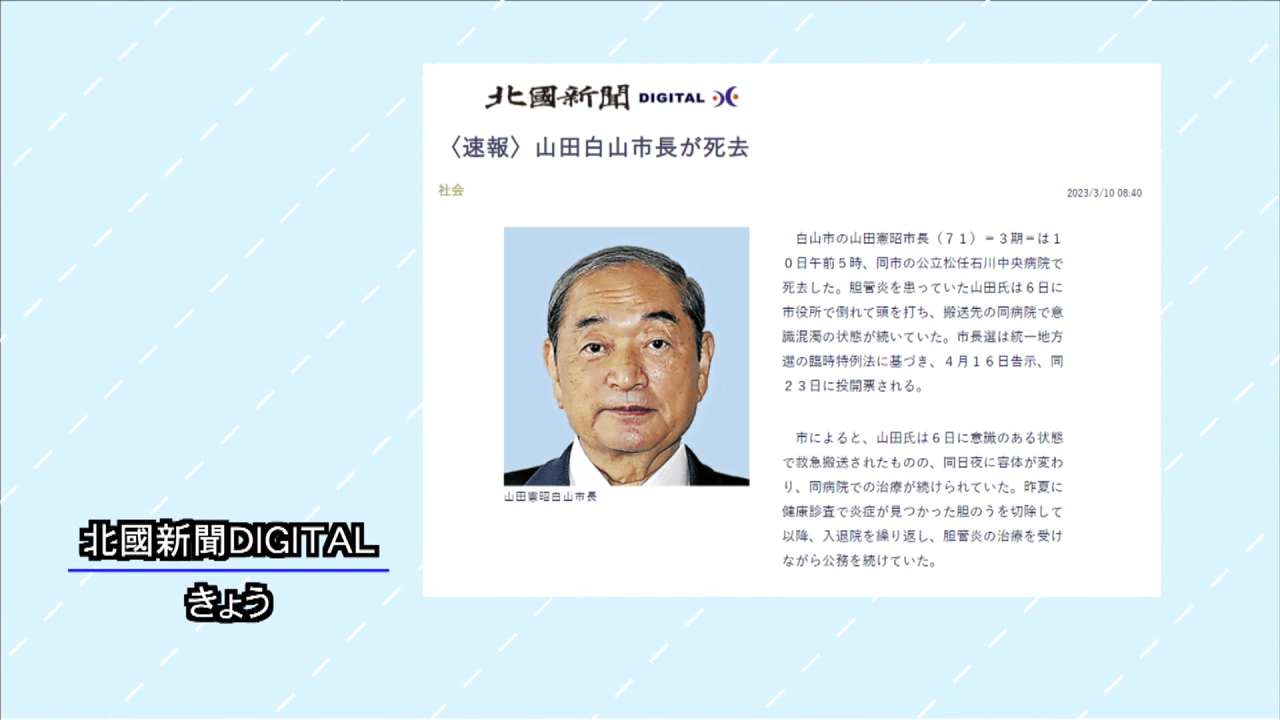 北國新聞 DIGITAL
〈速報〉山田白山市長が死去
社会
2023/3/10 08:40
白山市の山田憲昭市長（７１）＝３期＝は１
０日午前５時、同市の公立松任石川中央病院で
死去した。胆管炎を患っていた山田氏は６日に
市役所で倒れて頭を打ち、搬送先の同病院で意
識混濁の状態が続いていた。市長選は統一地方
選の臨時特例法に基づき、４月１６日告示、同
２３日に投開票される。
市によると、山田氏は６日に意識のある状態
で救急搬送されたものの、同日夜に容体が変わ
り、同病院での治療が続けられていた。昨夏に
健康診査で炎症が見つかった胆のうを切除して
以降、入退院を繰り返し、胆管炎の治療を受け
ながら公務を続けていた。
山田憲昭白山市長
北國新聞DIGITAL
きょう